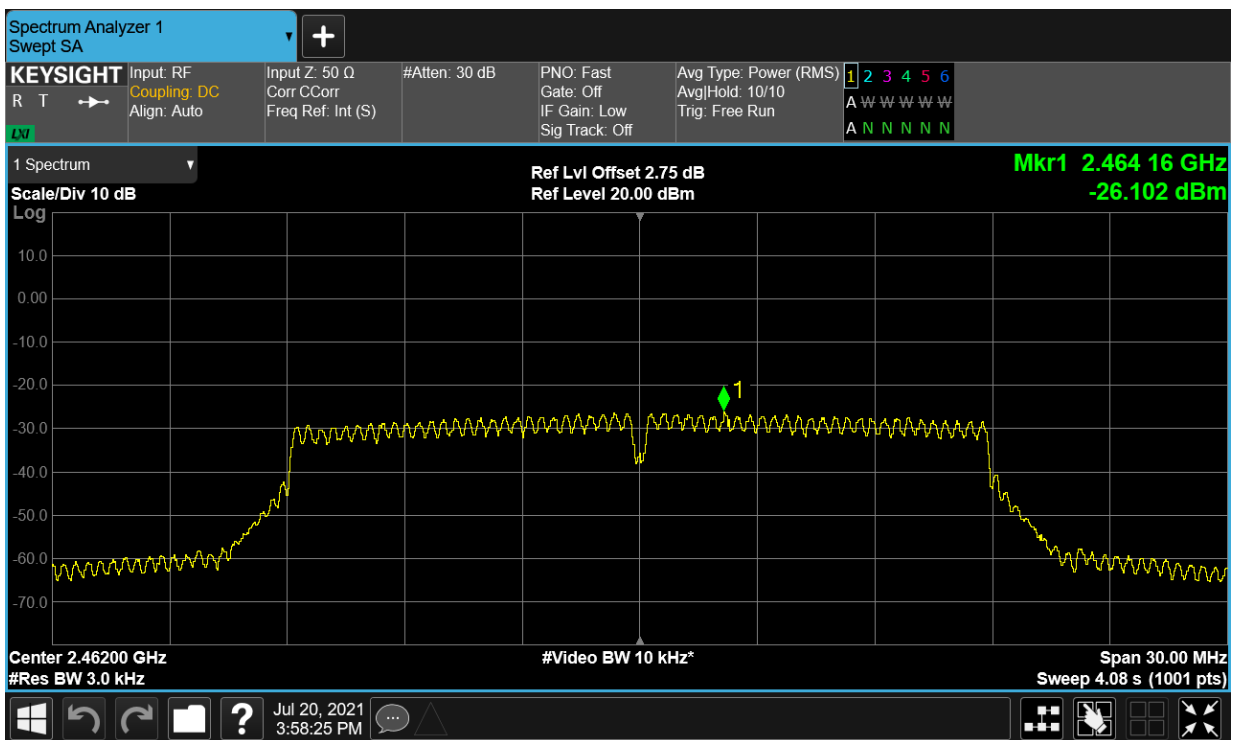 Spectrum Analyzer 1
Swept SA
KEYSIGHT
R T
LXI
Input: RF
Coupling: DC
Align: Auto
Input Z: 50 Ω
Corr CCorr
Freq Ref: Int (S)
#Atten: 30 dB
PNO: Fast
Gate: Off
IF Gain: Low
Sig Track: Off
Avg Type: Power (RMS)
Avg|Hold: 10/10
Trig: Free Run
1 2 3 4 5 6
A W W W W W
A N N N N N
1 Spectrum
Scale/Div 10 dB
Log
Ref Lvl Offset 2.75 dB
Ref Level 20.00 dBm
Mkr1 2.464 16 GHz
-26.102 dBm
10.0
0.00
-10.0
-20.0
-30.0
-40.0
-50.0
-60.0
-70.0
1
Center 2.46200 GHz
#Res BW 3.0 kHz
#Video BW 10 kHz*
Span 30.00 MHz
Sweep 4.08 s (1001 pts)
?
Jul 20, 2021
3:58:25 PM